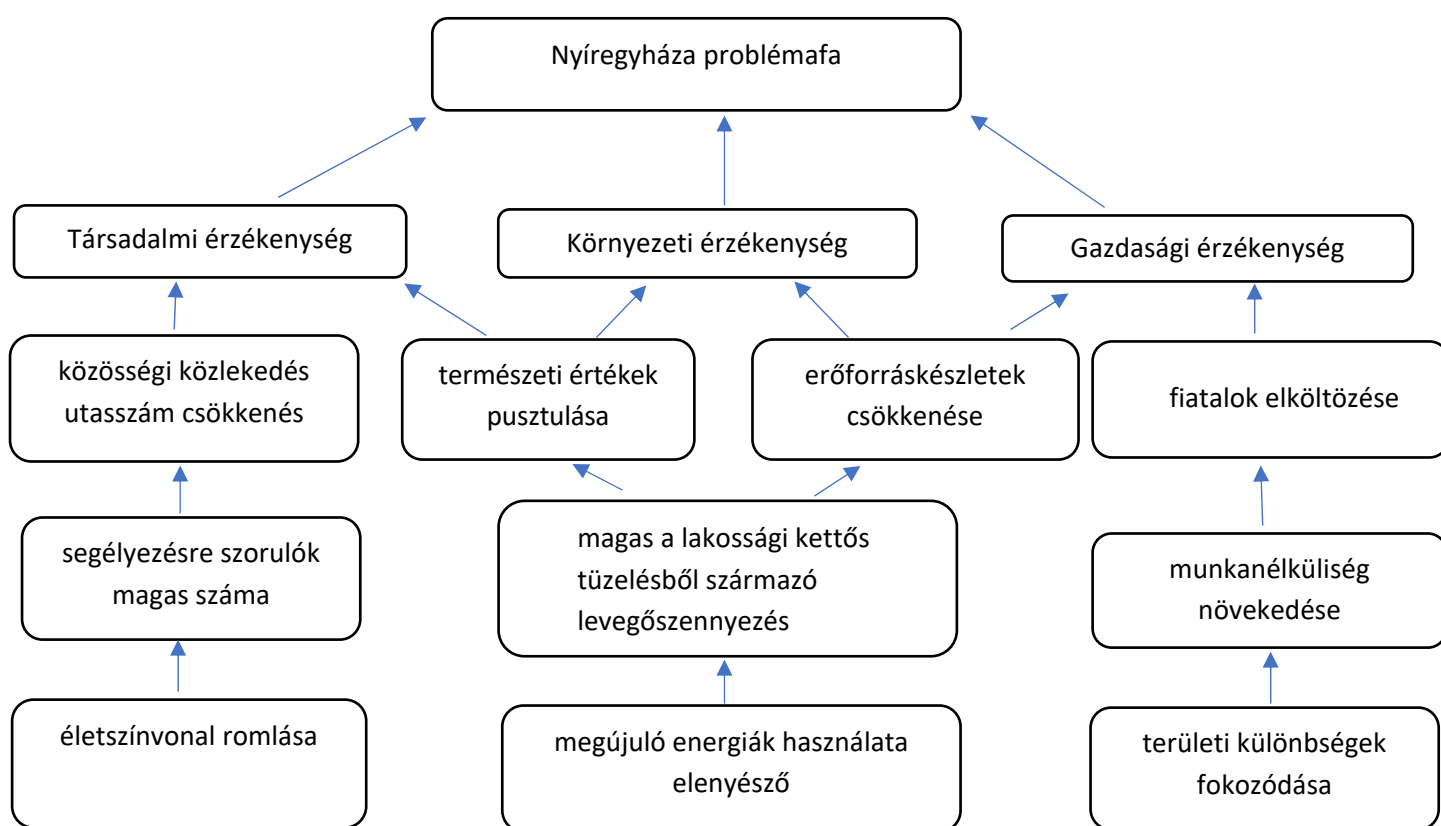 Nyíregyháza problémafa
Társadalmi érzékenység
Környezeti érzékenység
Gazdasági érzékenység
közösségi közlekedés
utasszám csökkenés
természeti értékek
pusztulása
erőforráskészletek
csökkenése
fiatalok elköltözése
segélyezésre szorulók
magas száma
magas a lakossági kettős
tüzelésből származó
levegőszennyezés
munkanélküliség
növekedése
életszínvonal romlása
megújuló energiák használata
elenyésző
területi különbségek
fokozódása